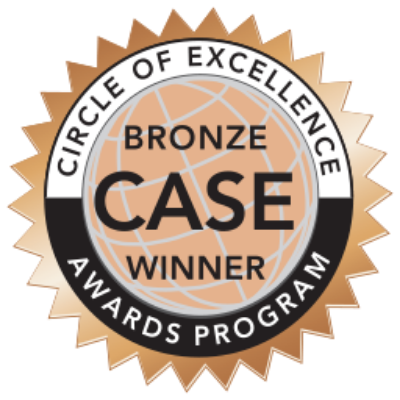 CIRCLE OF EXCELLENCE
BRONZE
CASE
WINNER
AWARDS PROGRAM